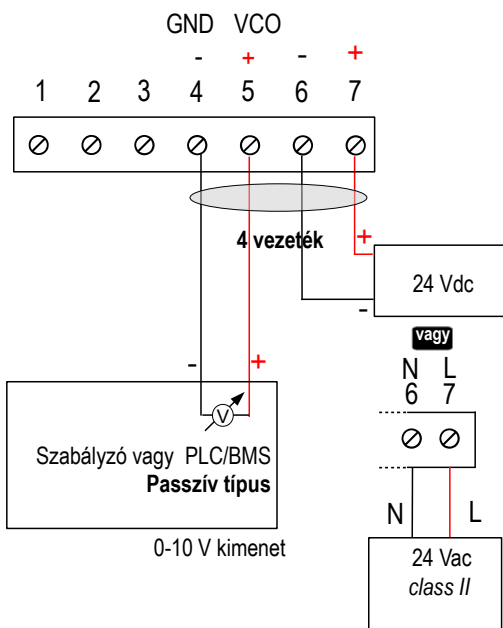 GND VCO
- + - +
1 2 3 4 5 6 7
4 vezeték
+
24 Vdc
-
vagy
N L
6 7
- +
V
Szabályzó vagy PLC/BMS
Passzív típus
0-10 V kimenet
N L
24 Vac
class II